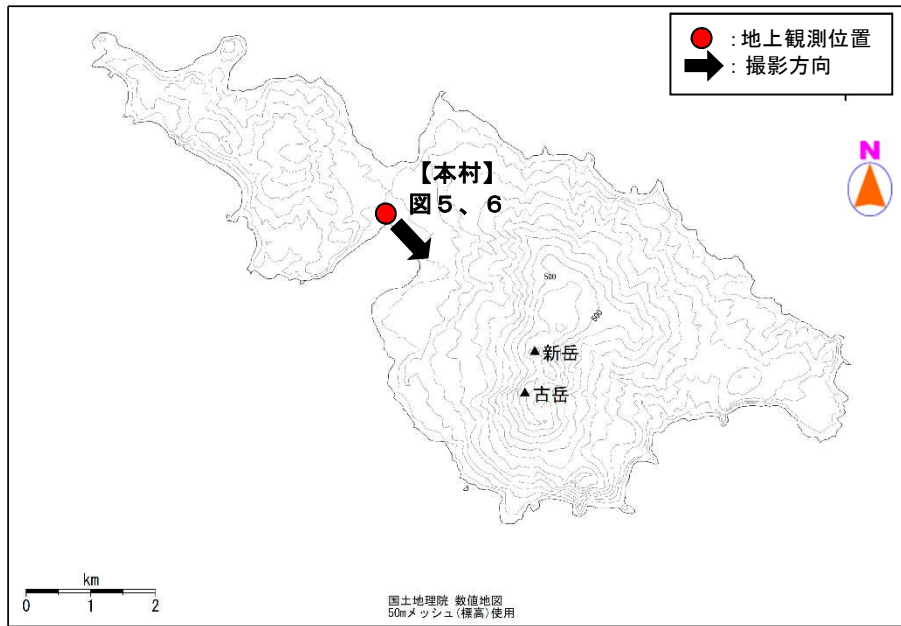 ：地上観測位置
：撮影方向
N
【本村】
図５、６
500
500
新岳
古岳
km
0 1 2
国土地理院 数値地図
50mメッシュ(標高)使用